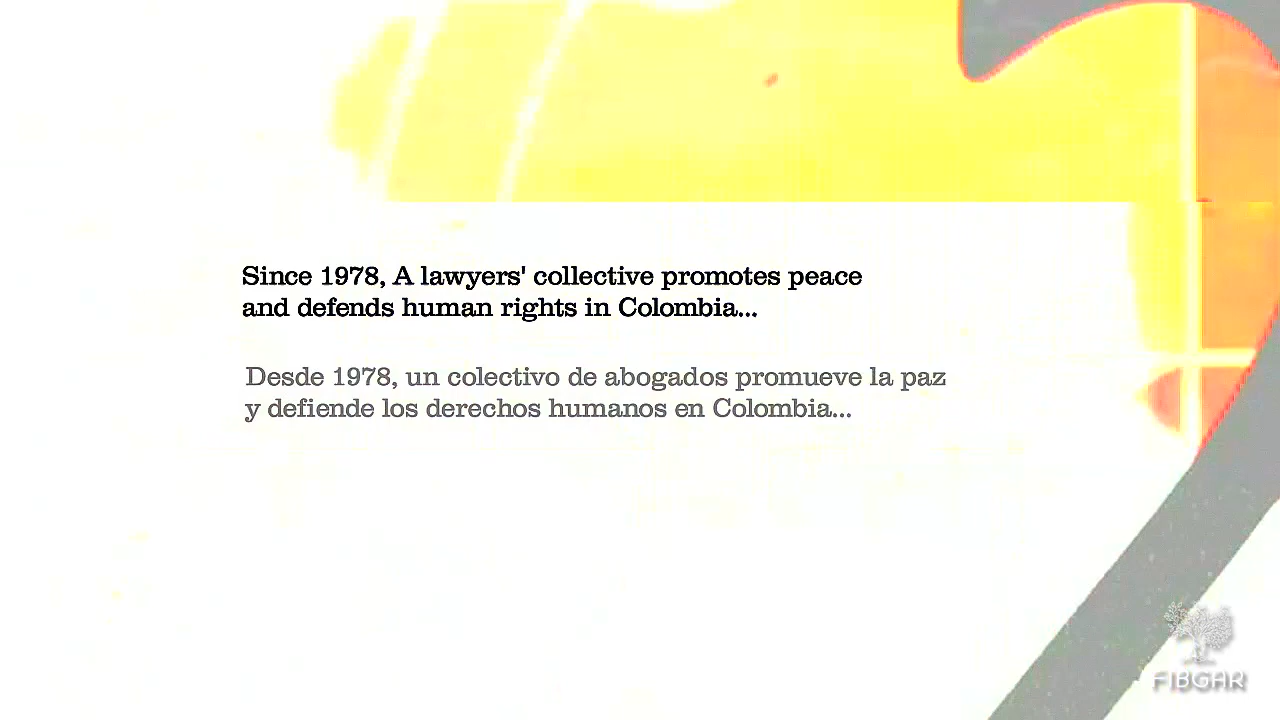 Since 1978, A lawyers' collective promotes peace
and defends human rights in Colombia...
Desde 1978, un colectivo de abogados promueve la paz
y defiende los derechos humanos en Colombia...
FIBGAR